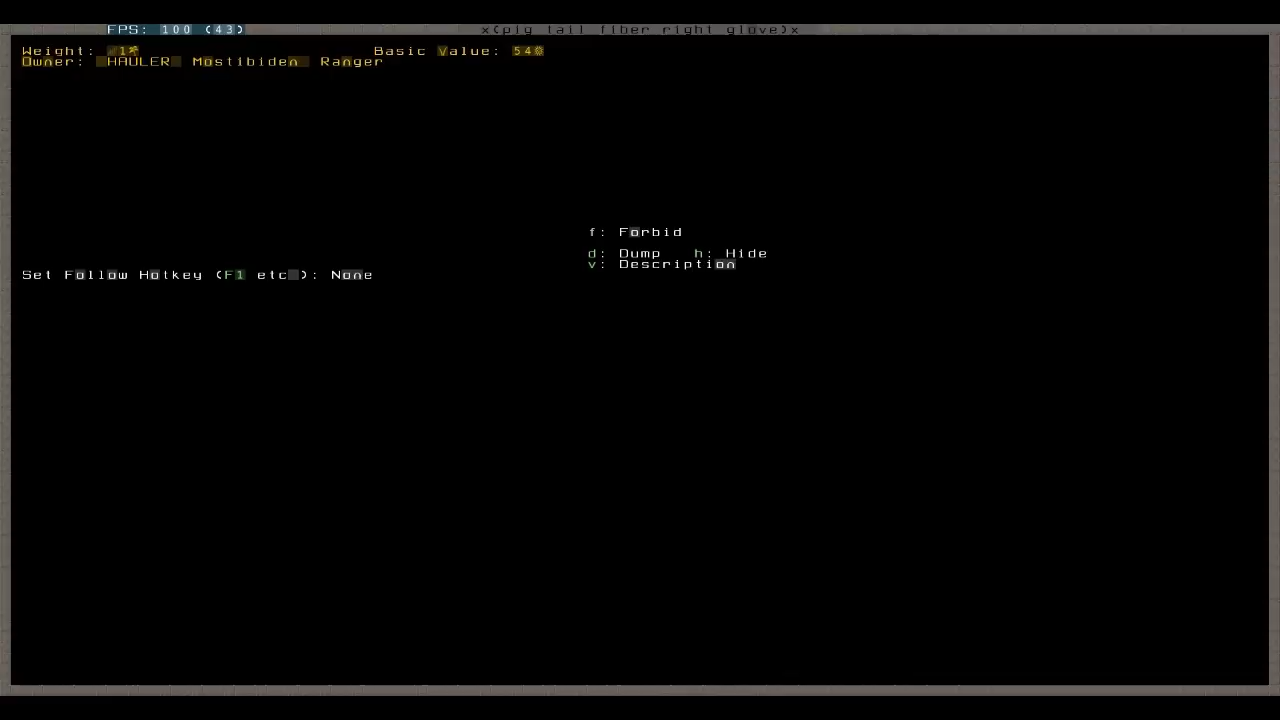 FPS: 100 (43)
x(pig tail fiber right glove)x
Weight: <1Γ Basic Value: 54☼
Owner: "HAULER" Mostibiden, Ranger
f: Forbid
d: Dump h: Hide
v: Description
Set Follow Hotkey (F1 etc.): None